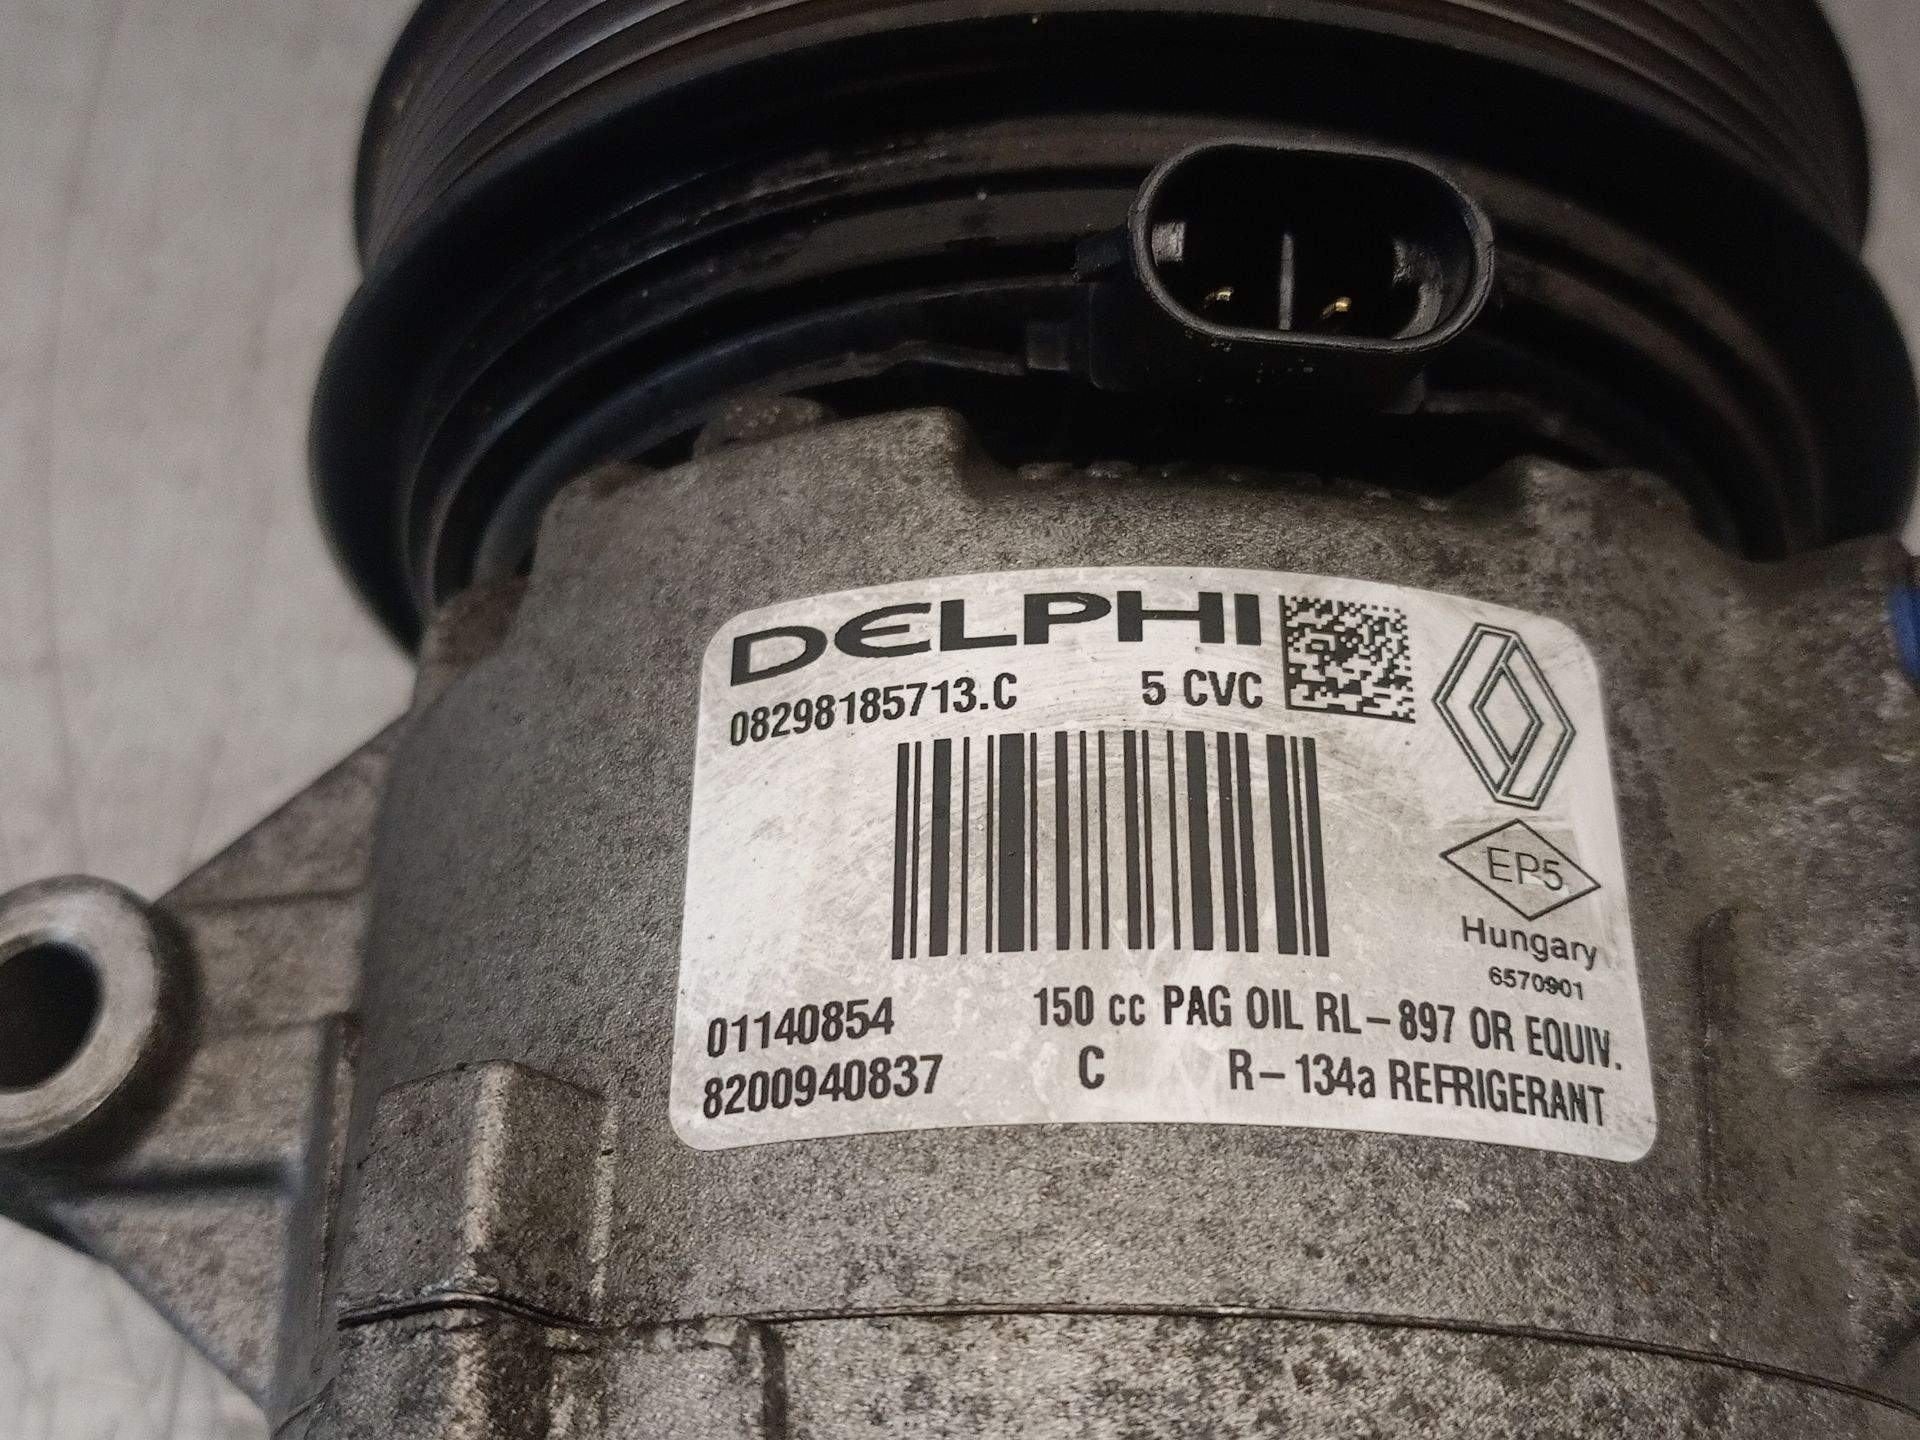 DELPHI
08298185713.C 5 CVC
EP5
Hungary
6570901
01140854 150 cc PAG OIL RL-897 OR EQUIV.
8200940837 C R-134a REFRIGERANT